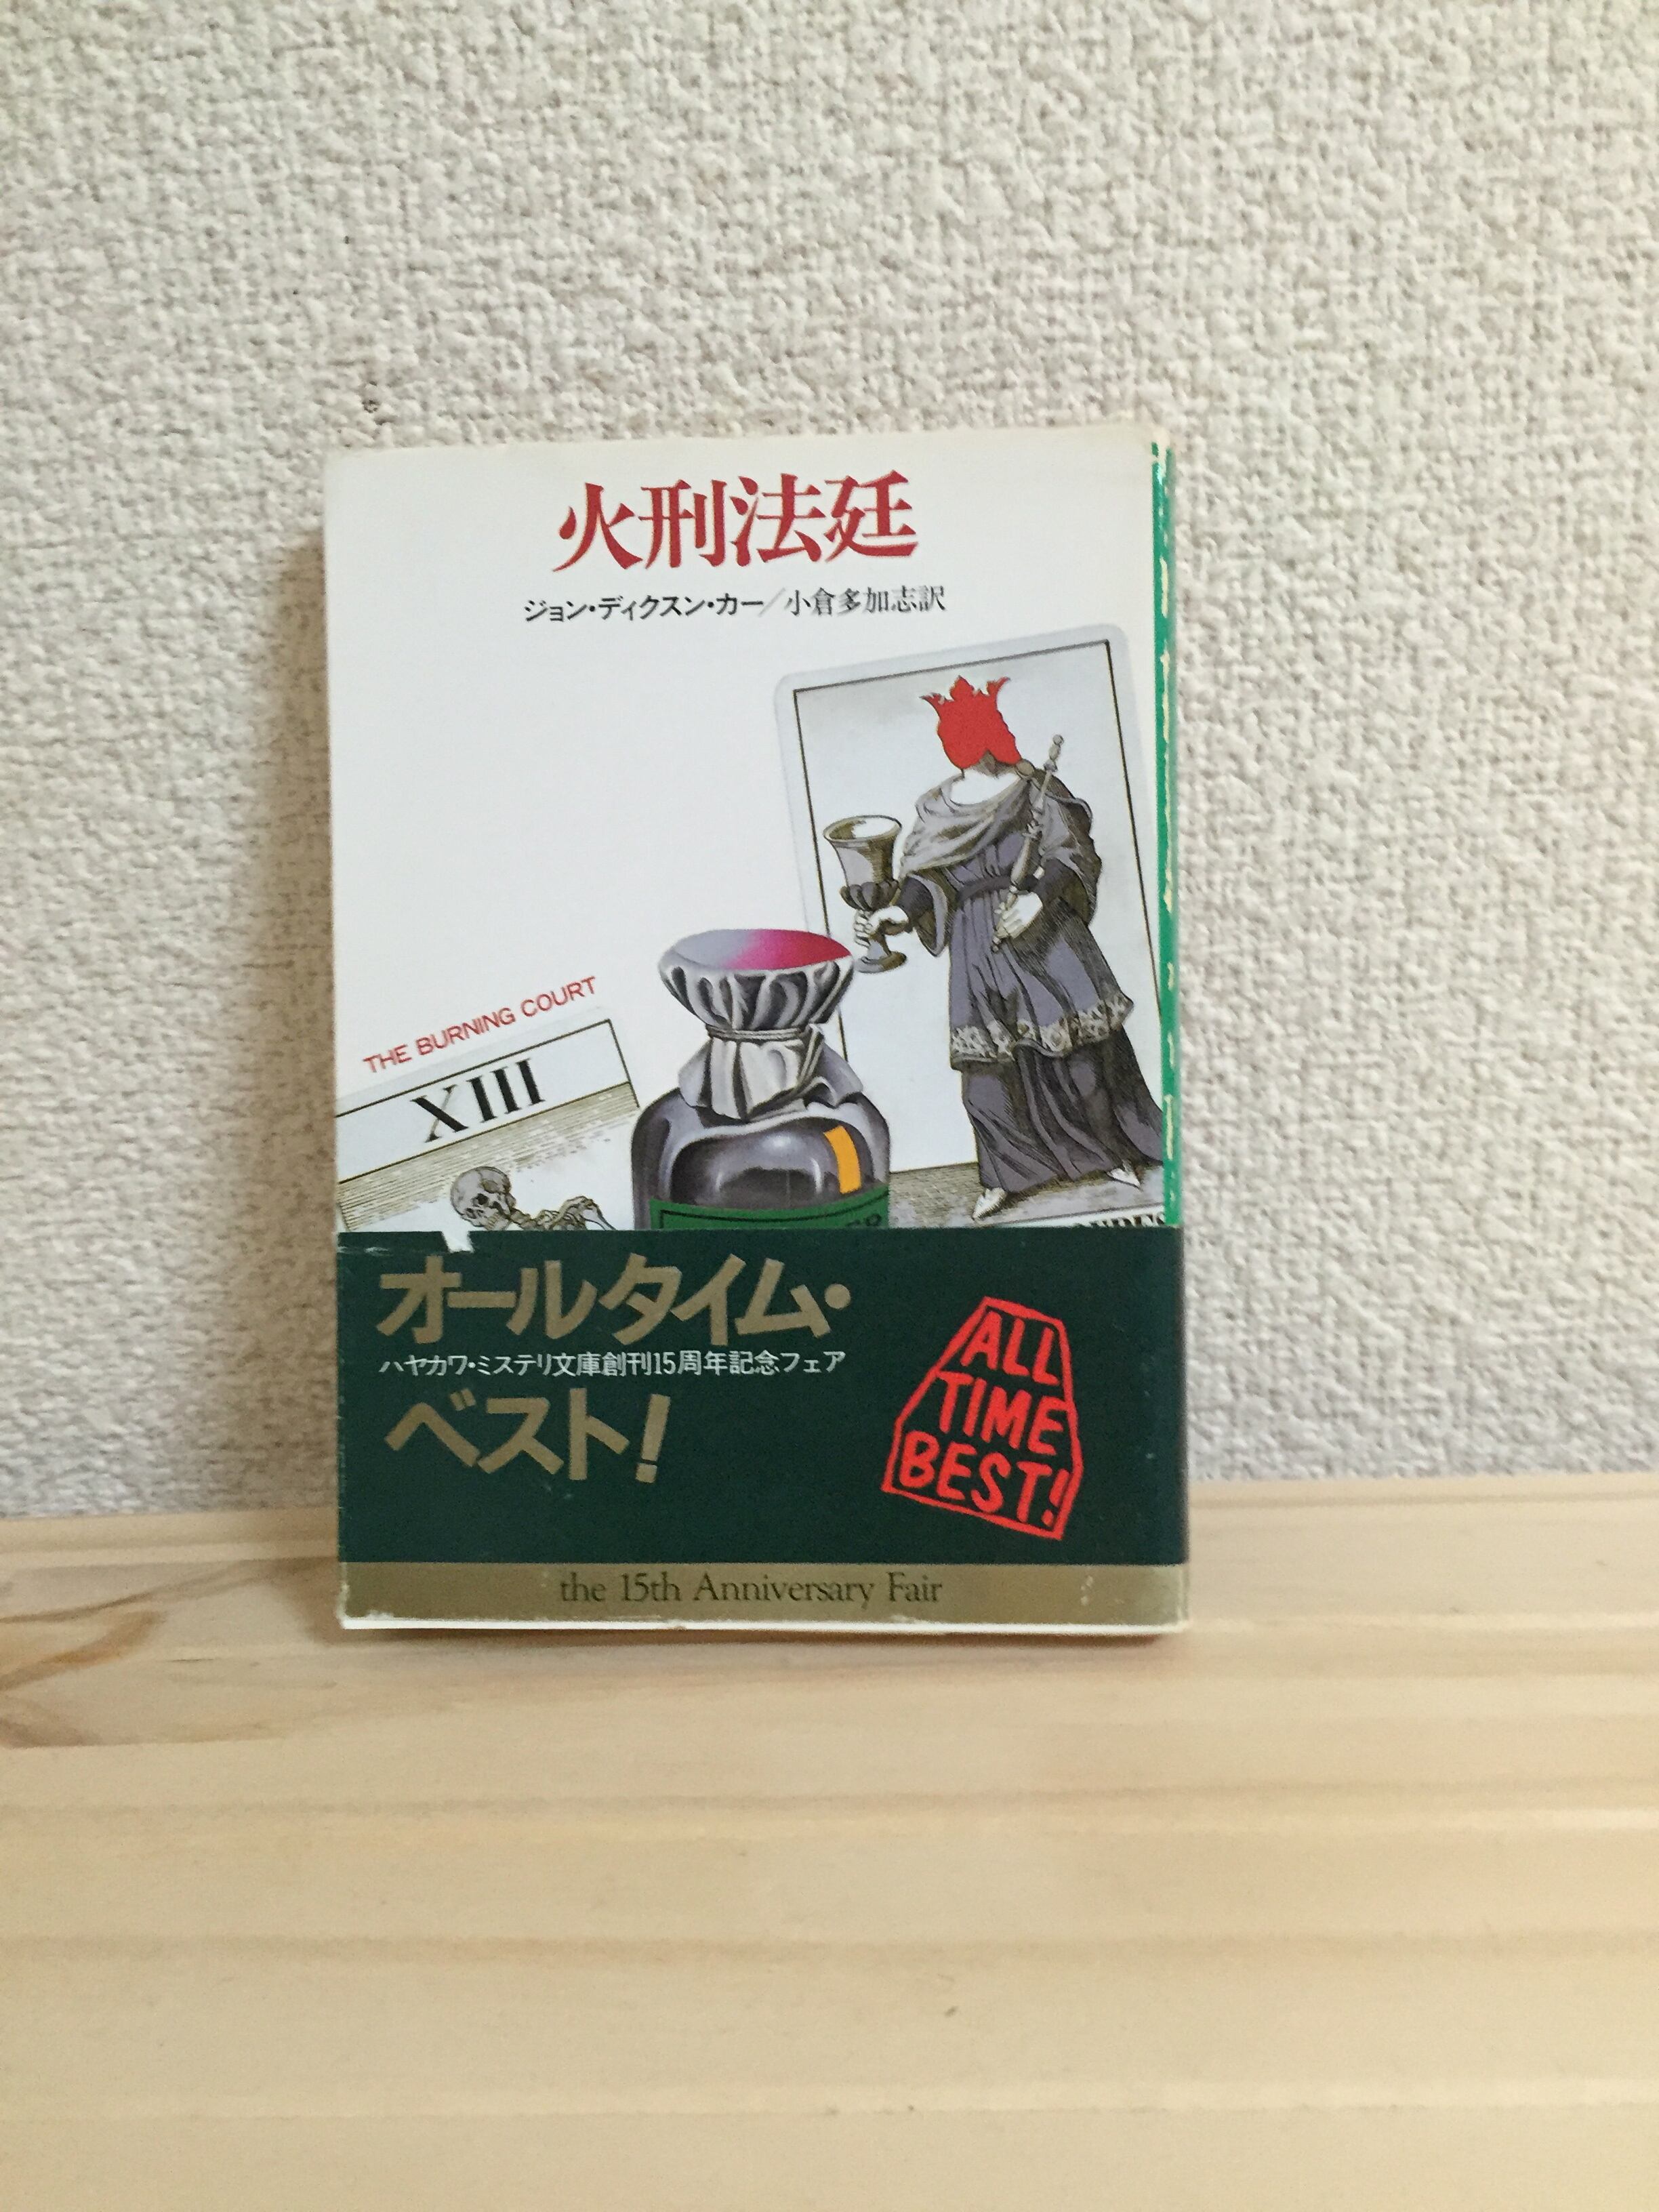 火刑法廷
ジョン・ディクスン・カー/小倉多加志訳
THE BURNING COURT
XIII
オールタイム・
ハヤカワ・ミステリ文庫創刊15周年記念フェア
ベスト!
ALL
TIME
BEST!
the 15th Anniversary Fair